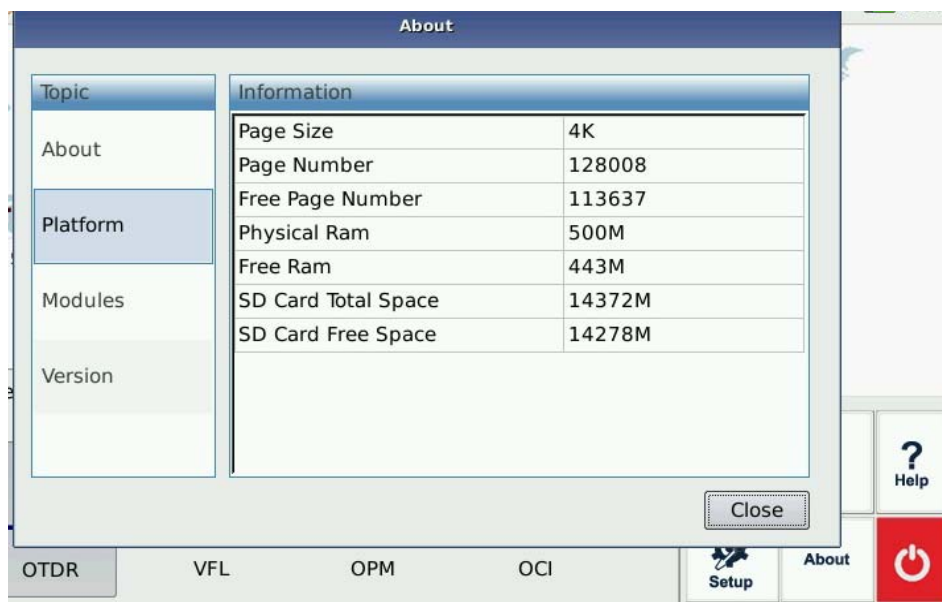 About
Topic
About
Platform
Modules
Version
Information
Page Size 4K
Page Number 128008
Free Page Number 113637
Physical Ram 500M
Free Ram 443M
SD Card Total Space 14372M
SD Card Free Space 14278M
Close
? Help
OTDR VFL OPM OCI
Setup
About